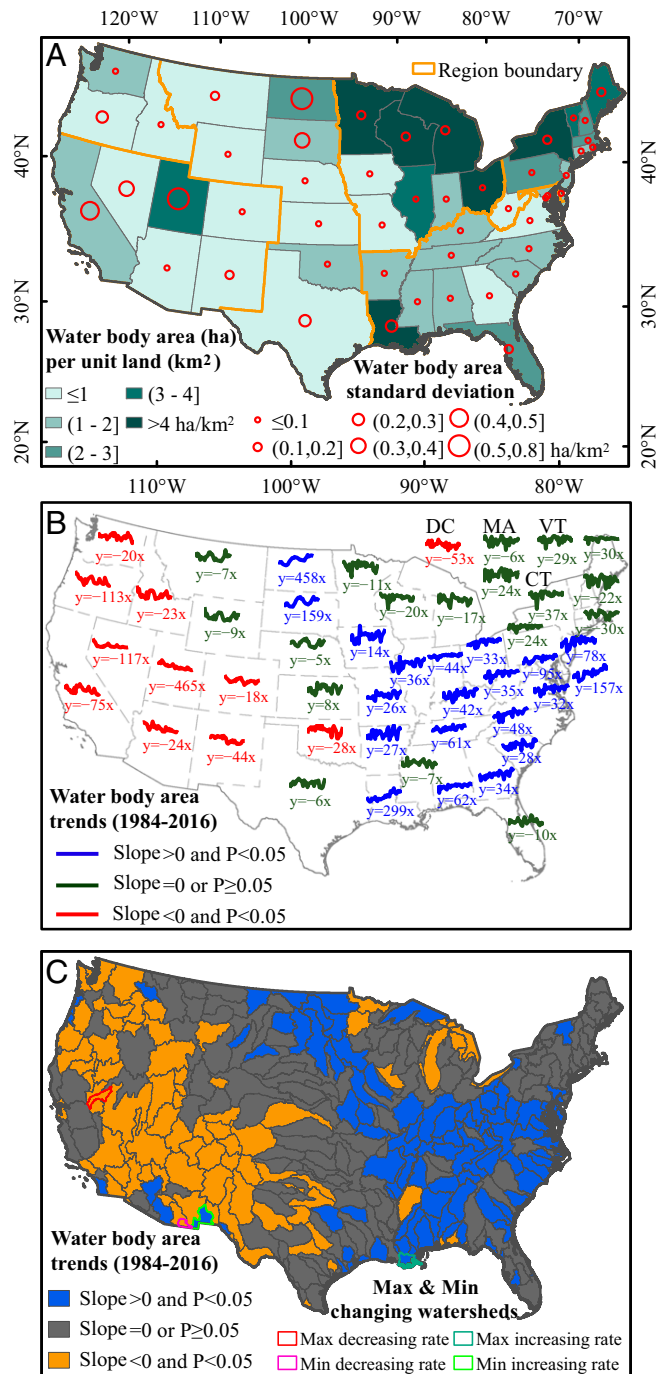 120°W 110°W 100°W 90°W 80°W 70°W
A
Region boundary
40°N 40°N
30°N 30°N
20°N 20°N
Water body area (ha)
per unit land (km²)
≤1 (3 - 4]
(1 - 2] >4 ha/km²
(2 - 3]
Water body area
standard deviation
≤0.1 (0.2,0.3] (0.4,0.5]
(0.1,0.2] (0.3,0.4] (0.5,0.8] ha/km²
110°W 100°W 90°W 80°W
B
DC MA VT
y=−20x y=−7x y=458x y=−11x y=−53x y=−6x y=29x y=30x
CT
y=−113x y=−23x y=−9x y=159x y=−20x y=−17x y=24x y=37x y=−22x
y=−117x y=−465x y=−18x y=−5x y=14x y=36x y=44x y=33x y=24x y=30x
y=−75x y=8x y=26x y=42x y=35x y=95x y=78x
y=−24x y=−44x y=−28x y=27x y=61x y=48x y=32x y=157x
y=−6x y=−7x y=28x
y=299x y=62x y=34x
y=−10x
Water body area
trends (1984-2016)
Slope>0 and P<0.05
Slope=0 or P≥0.05
Slope<0 and P<0.05
C
Water body area
trends (1984-2016)
Slope>0 and P<0.05
Slope=0 or P≥0.05
Slope<0 and P<0.05
Max & Min
changing watersheds
Max decreasing rate Max increasing rate
Min decreasing rate Min increasing rate